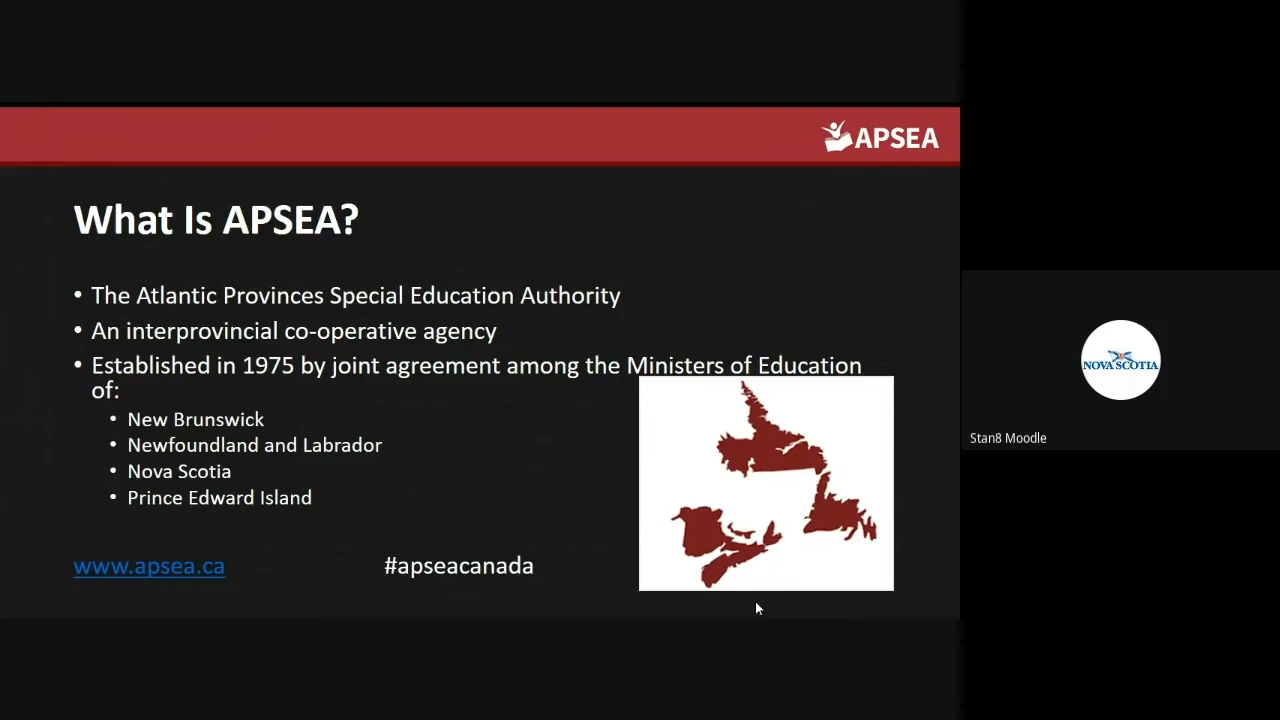 APSEA
What Is APSEA?
• The Atlantic Provinces Special Education Authority
• An interprovincial co-operative agency
• Established in 1975 by joint agreement among the Ministers of Education
of:
• New Brunswick
• Newfoundland and Labrador
• Nova Scotia
• Prince Edward Island
www.apsea.ca
#apseacanada
NOVA SCOTIA
Stan8 Moodle